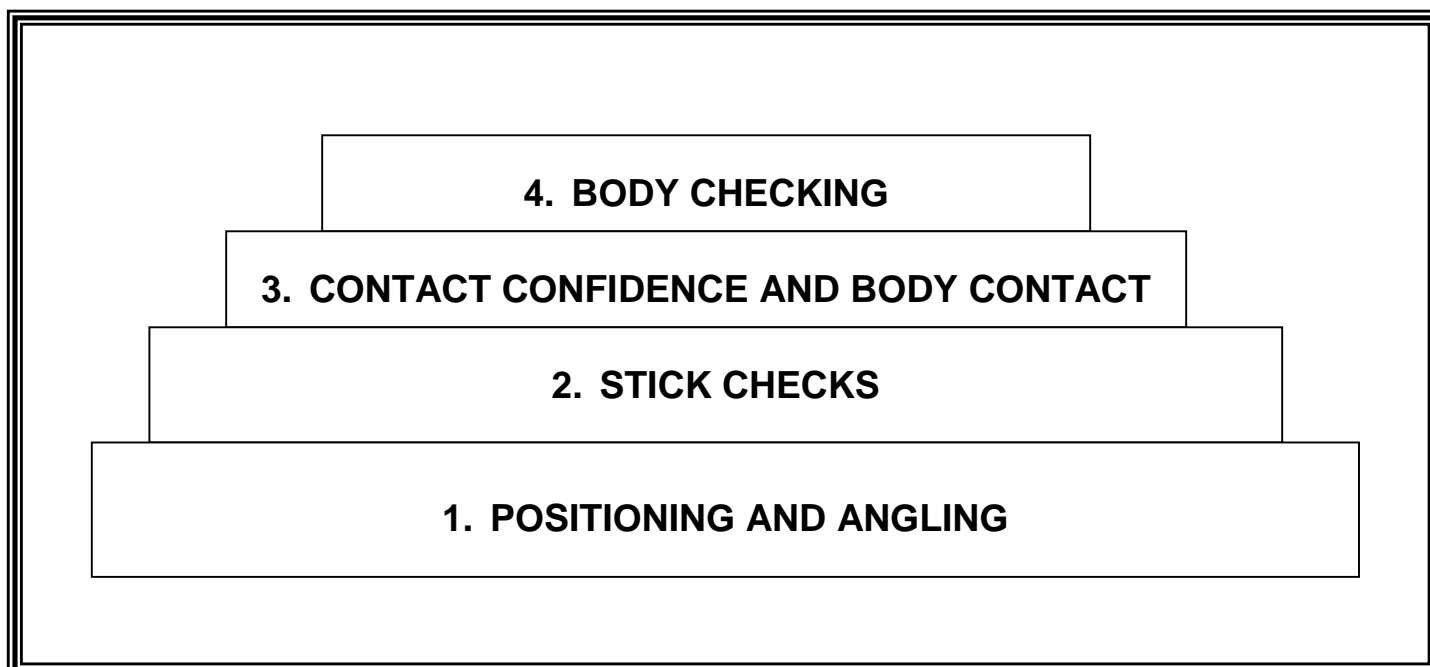 4. BODY CHECKING
3. CONTACT CONFIDENCE AND BODY CONTACT
2. STICK CHECKS
1. POSITIONING AND ANGLING